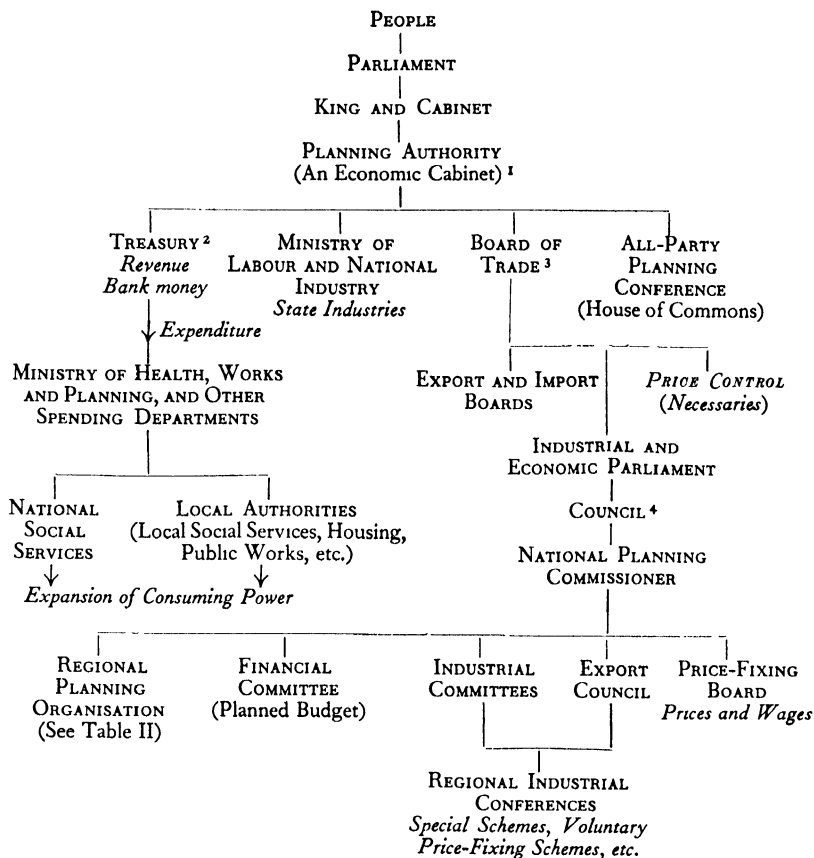 PEOPLE
PARLIAMENT
KING AND CABINET
PLANNING AUTHORITY
(An Economic Cabinet) 1
TREASURY 2
Revenue
Bank money
Expenditure
MINISTRY OF
LABOUR AND NATIONAL
INDUSTRY
State Industries
BOARD OF
TRADE 3
ALL-PARTY
PLANNING
CONFERENCE
(House of Commons)
MINISTRY OF HEALTH, WORKS
AND PLANNING, AND OTHER
SPENDING DEPARTMENTS
EXPORT AND IMPORT
BOARDS
PRICE CONTROL
(Necessaries)
INDUSTRIAL AND
ECONOMIC PARLIAMENT
NATIONAL
SOCIAL
SERVICES
LOCAL AUTHORITIES
(Local Social Services, Housing,
Public Works, etc.)
Expansion of Consuming Power
COUNCIL 4
NATIONAL PLANNING
COMMISSIONER
REGIONAL
PLANNING
ORGANISATION
(See Table II)
FINANCIAL
COMMITTEE
(Planned Budget)
INDUSTRIAL
COMMITTEES
EXPORT
COUNCIL
PRICE-FIXING
BOARD
Prices and Wages
REGIONAL INDUSTRIAL
CONFERENCES
Special Schemes, Voluntary
Price-Fixing Schemes, etc.